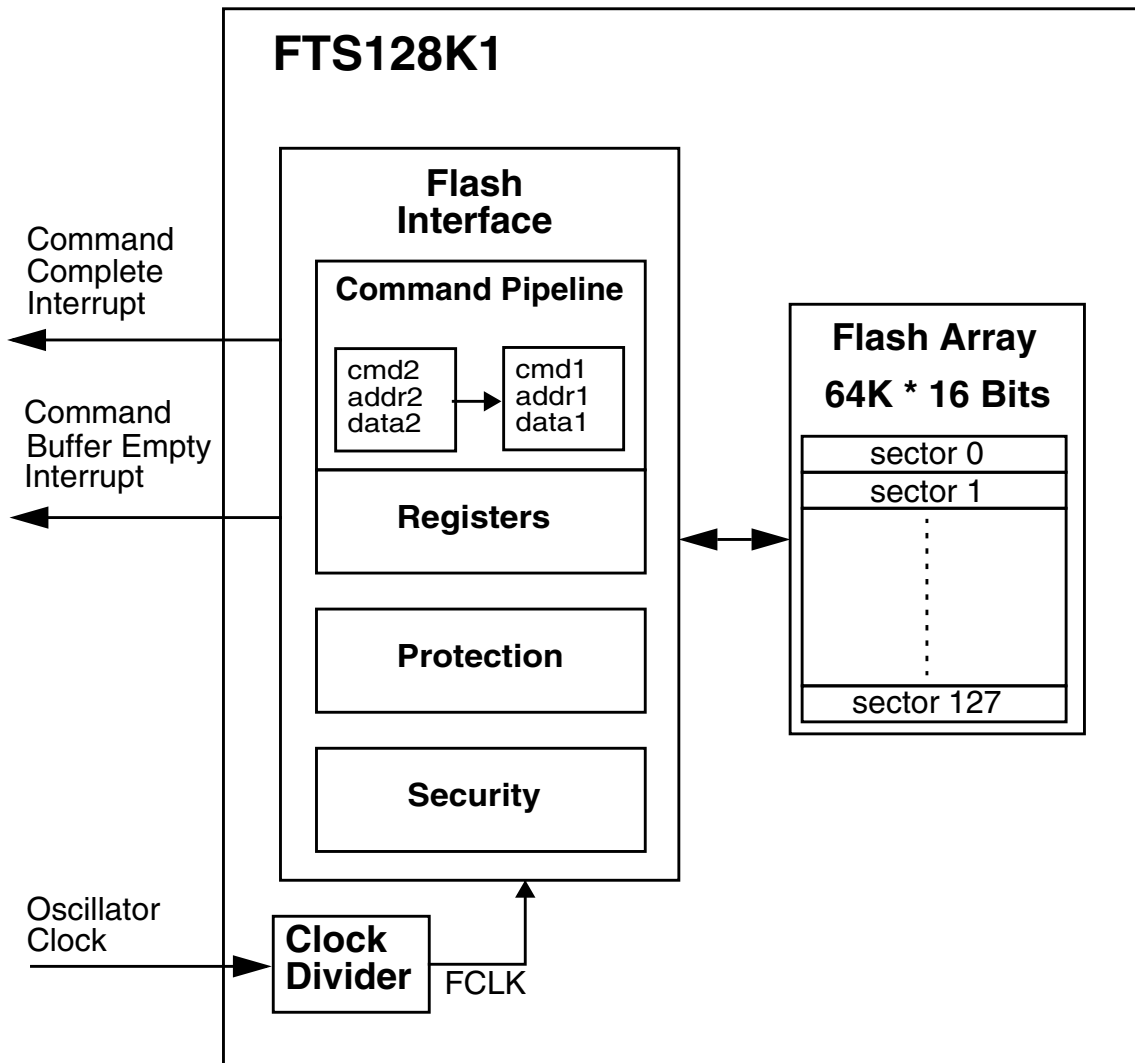 FTS128K1
Flash
Interface
Command
Complete
Interrupt
Command Pipeline
cmd2
addr2
data2
cmd1
addr1
data1
Command
Buffer Empty
Interrupt
Registers
Protection
Security
Flash Array
64K * 16 Bits
sector 0
sector 1
sector 127
Oscillator
Clock
Clock
Divider
FCLK